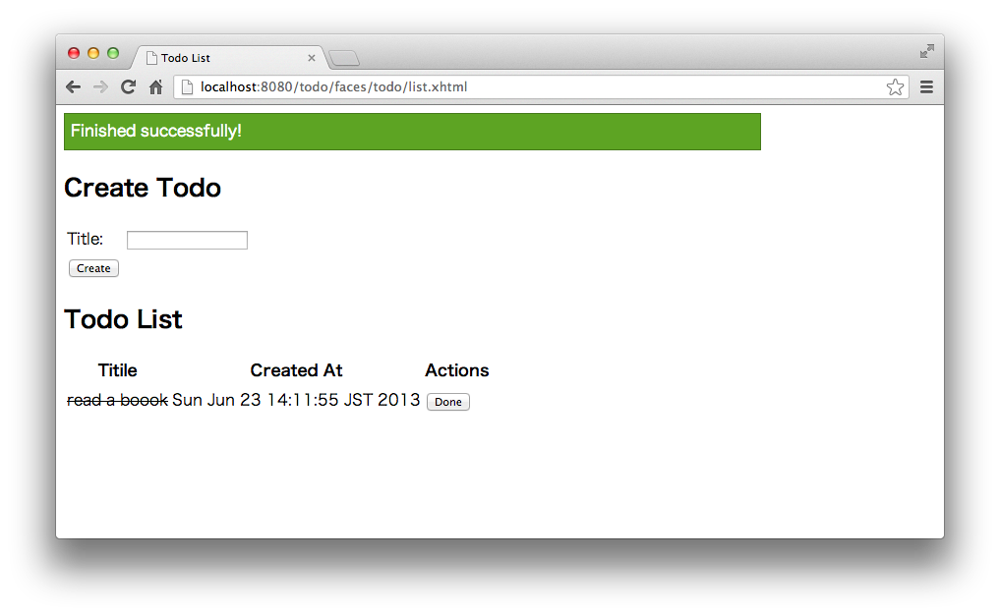 Todo List
localhost:8080/todo/faces/todo/list.xhtml
Finished successfully!
Create Todo
Title:
Create
Todo List
Titile Created At Actions
read a boook Sun Jun 23 14:11:55 JST 2013 Done